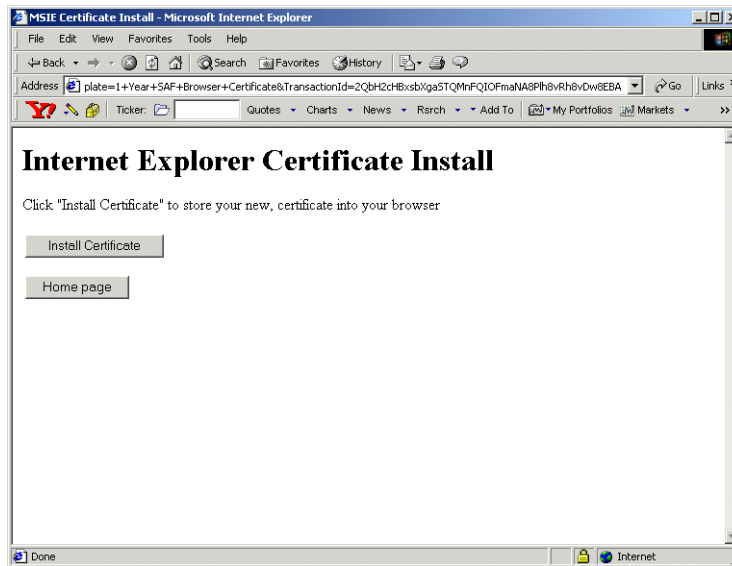 MSIE Certificate Install - Microsoft Internet Explorer
File Edit View Favorites Tools Help
Back Search Favorites History
Address plate=1+Year+SAF+Browser+Certificate&TransactionId=2QbH2cHBxsbXgaSTQMnFQIOFmaNA8Plh8vRh8vDw8EBA Go Links
Y! Ticker: Quotes Charts News Rsrch Add To My Portfolios Markets >>
Internet Explorer Certificate Install
Click "Install Certificate" to store your new, certificate into your browser
Install Certificate
Home page
Done Internet